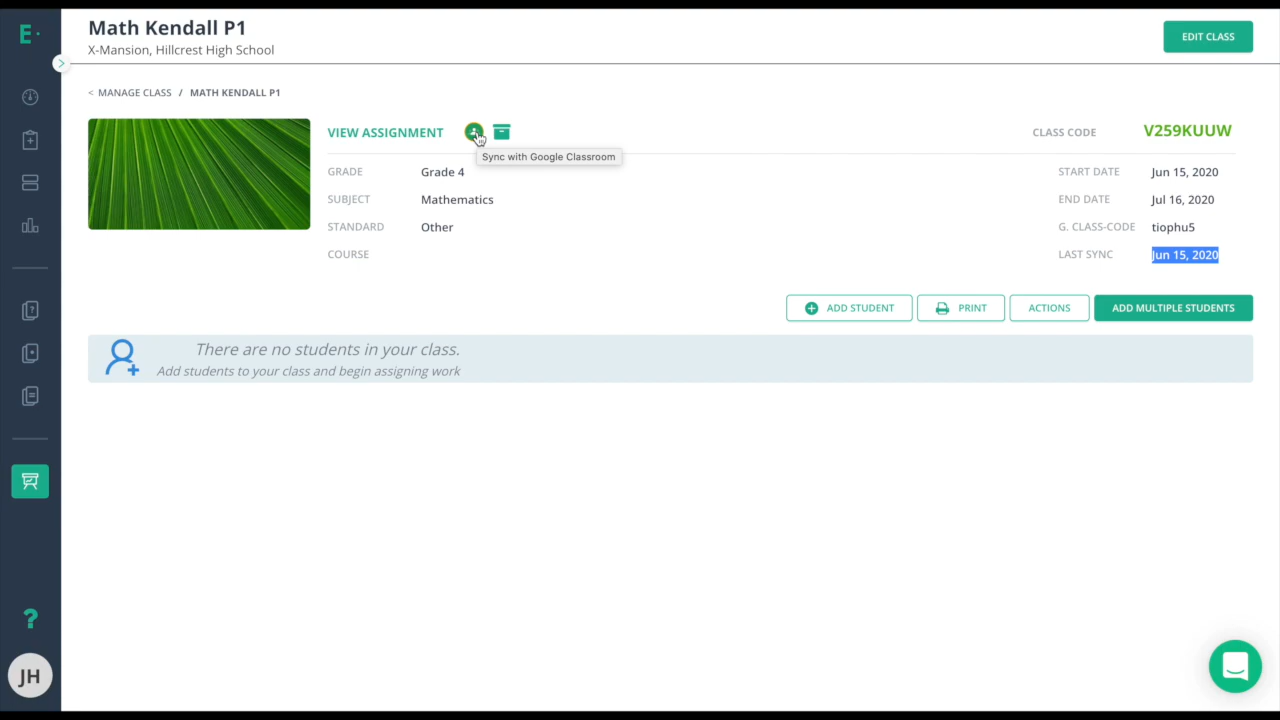 E
Math Kendall P1
X-Mansion, Hillcrest High School
EDIT CLASS
>
< MANAGE CLASS / MATH KENDALL P1
VIEW ASSIGNMENT
Sync with Google Classroom
CLASS CODE V259KUUW
GRADE Grade 4
SUBJECT Mathematics
STANDARD Other
COURSE
START DATE Jun 15, 2020
END DATE Jul 16, 2020
G. CLASS-CODE tiophu5
LAST SYNC Jun 15, 2020
ADD STUDENT
PRINT
ACTIONS
ADD MULTIPLE STUDENTS
There are no students in your class.
Add students to your class and begin assigning work
?
JH